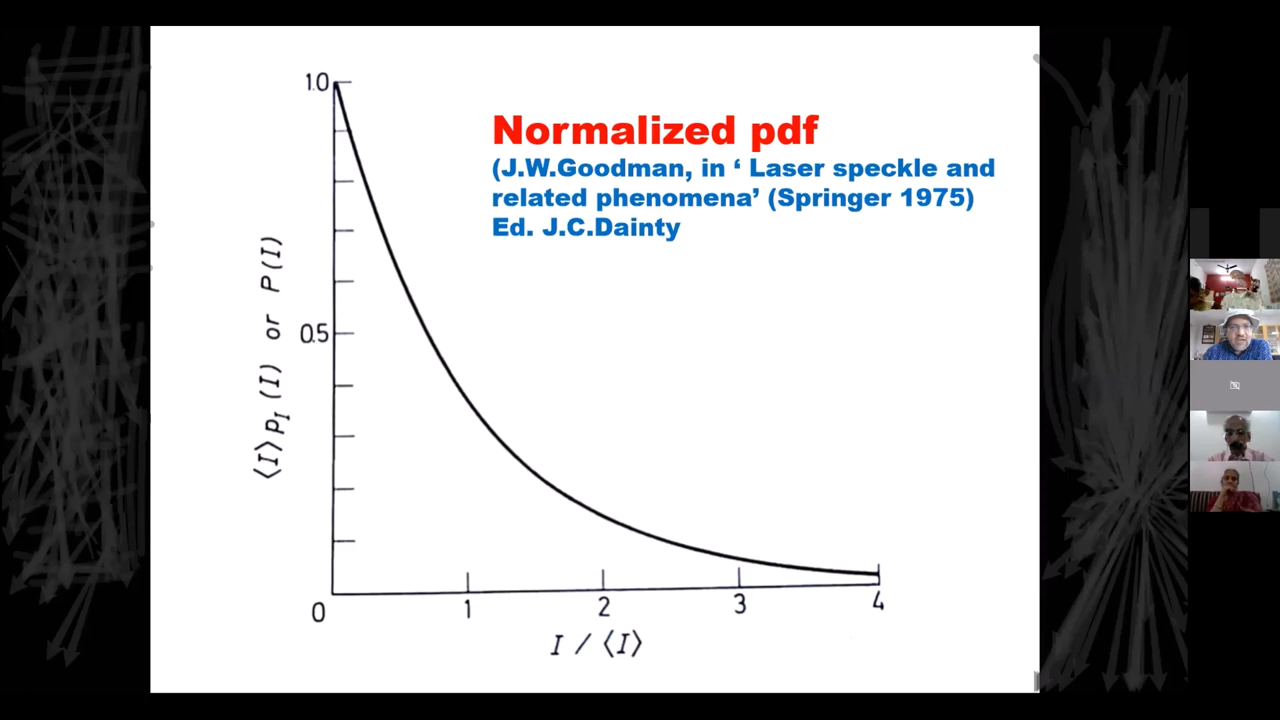 Normalized pdf
(J.W.Goodman, in ‘ Laser speckle and
related phenomena’ (Springer 1975)
Ed. J.C.Dainty
1.0
0.5
0
1
2
3
4
⟨I⟩ p_I (I) or P(I)
I / ⟨I⟩